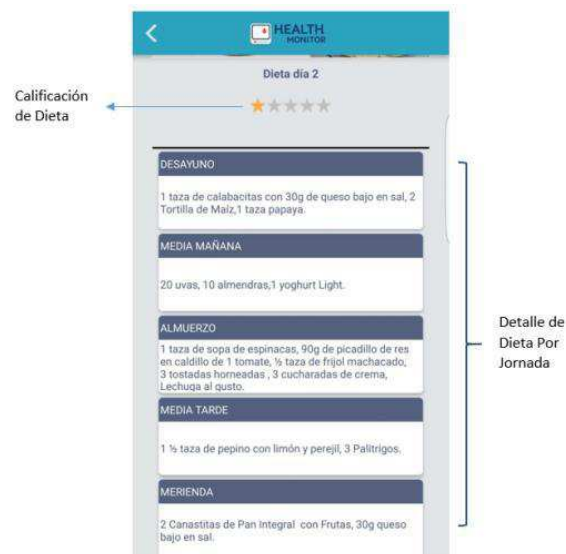 HEALTH
MONITOR
Dieta día 2
Calificación
de Dieta
DESAYUNO
1 taza de calabacitas con 30g de queso bajo en sal, 2
Tortilla de Maíz,1 taza papaya.
MEDIA MAÑANA
20 uvas, 10 almendras,1 yoghurt Light.
ALMUERZO
1 taza de sopa de espinacas, 90g de picadillo de res
en caldillo de 1 tomate, ½ taza de frijol machacado,
3 tostadas horneadas , 3 cucharadas de crema,
Lechuga al gusto.
MEDIA TARDE
1 ½ taza de pepino con limón y perejil, 3 Palitrigos.
MERIENDA
2 Canastitas de Pan Integral con Frutas, 30g queso
bajo en sal.
Detalle de
Dieta Por
Jornada